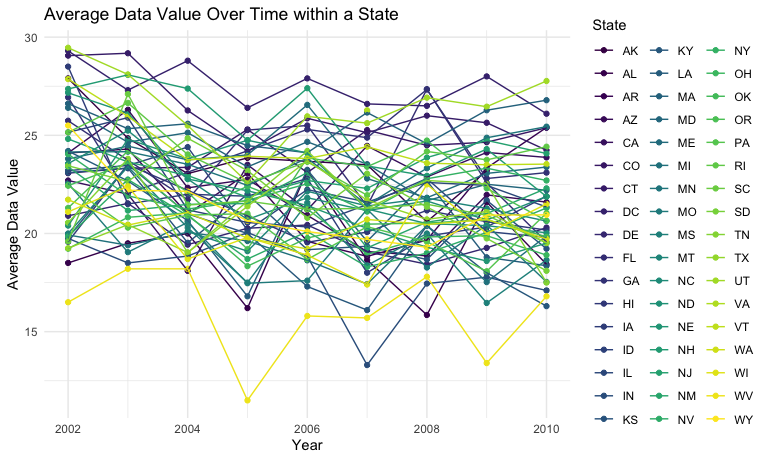 Average Data Value Over Time within a State
Average Data Value
30
25
20
15
2002
2004
2006
2008
2010
Year
State
AK
AL
AR
AZ
CA
CO
CT
DC
DE
FL
GA
HI
IA
ID
IL
IN
KS
KY
LA
MA
MD
ME
MI
MN
MO
MS
MT
NC
ND
NE
NH
NJ
NM
NV
NY
OH
OK
OR
PA
RI
SC
SD
TN
TX
UT
VA
VT
WA
WI
WV
WY